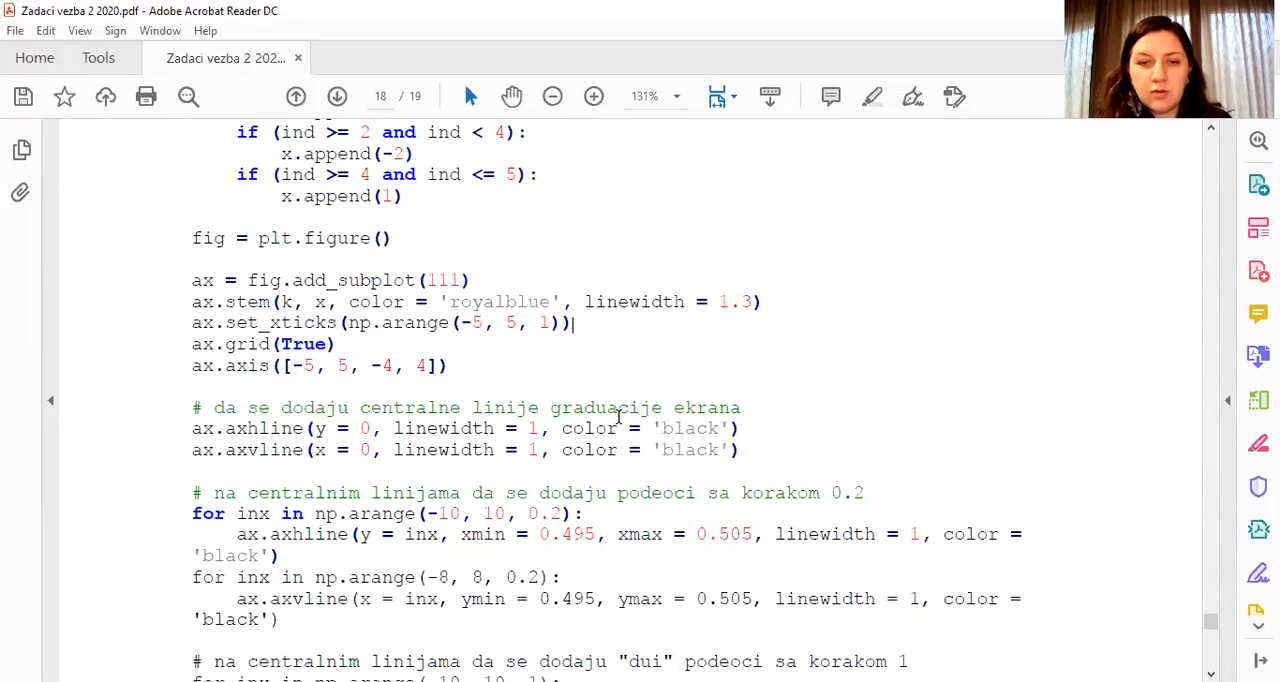 Zadaci vezba 2 2020.pdf - Adobe Acrobat Reader DC
File Edit View Sign Window Help
Home Tools Zadaci vezba 2 202... ×
18 / 19 131%
if (ind >= 2 and ind < 4):
x.append(-2)
if (ind >= 4 and ind <= 5):
x.append(1)
fig = plt.figure()
ax = fig.add_subplot(111)
ax.stem(k, x, color = 'royalblue', linewidth = 1.3)
ax.set_xticks(np.arange(-5, 5, 1))
ax.grid(True)
ax.axis([-5, 5, -4, 4])
# da se dodaju centralne linije graduacije ekrana
ax.axhline(y = 0, linewidth = 1, color = 'black')
ax.axvline(x = 0, linewidth = 1, color = 'black')
# na centralnim linijama da se dodaju podeoci sa korakom 0.2
for inx in np.arange(-10, 10, 0.2):
ax.axhline(y = inx, xmin = 0.495, xmax = 0.505, linewidth = 1, color =
'black')
for inx in np.arange(-8, 8, 0.2):
ax.axvline(x = inx, ymin = 0.495, ymax = 0.505, linewidth = 1, color =
'black')
# na centralnim linijama da se dodaju "dui" podeoci sa korakom 1